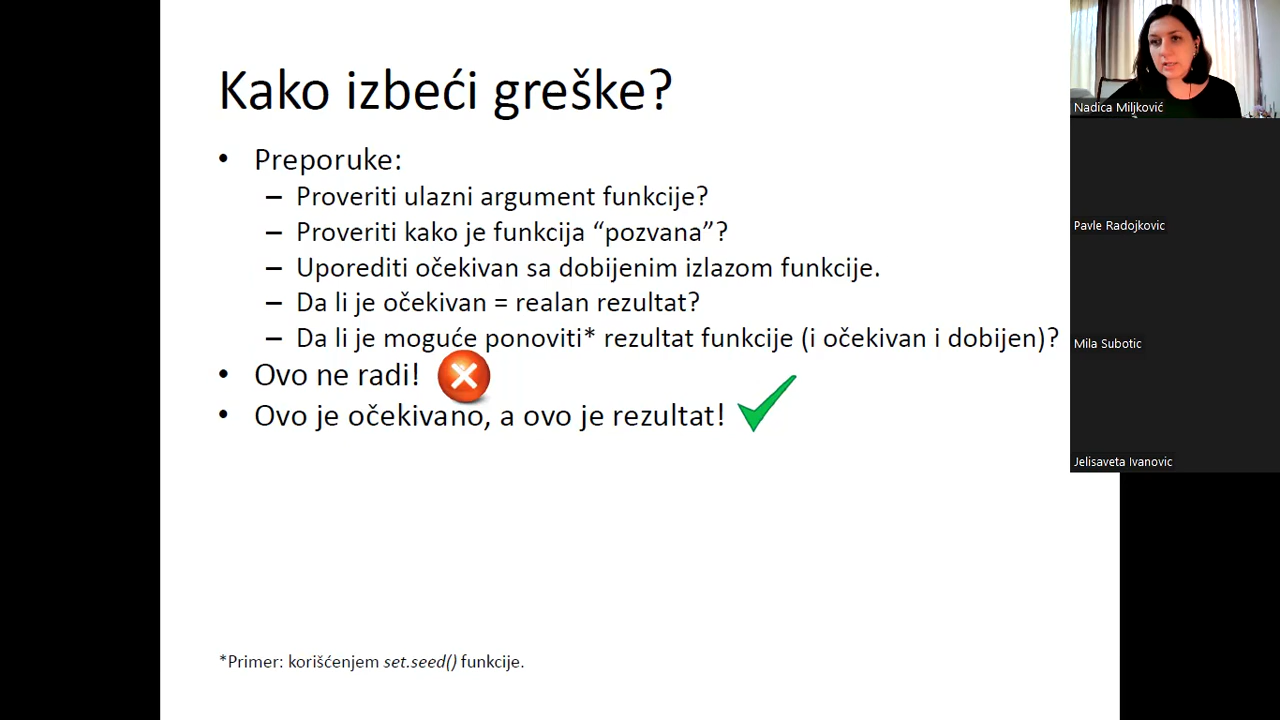 Kako izbeći greške?
• Preporuke:
– Proveriti ulazni argument funkcije?
– Proveriti kako je funkcija “pozvana”?
– Uporediti očekivan sa dobijenim izlazom funkcije.
– Da li je očekivan = realan rezultat?
– Da li je moguće ponoviti* rezultat funkcije (i očekivan i dobijen)?
• Ovo ne radi!
• Ovo je očekivano, a ovo je rezultat!
*Primer: korišćenjem set.seed() funkcije.
Nadica Miljković
Pavle Radojkovic
Mila Subotic
Jelisaveta Ivanovic